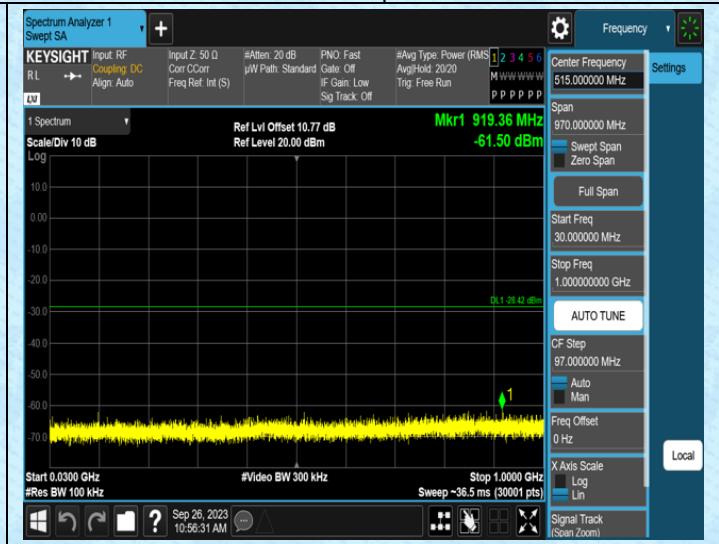 Spectrum Analyzer 1
Swept SA
+
Frequency
KEYSIGHT
RL
LXI
Input: RF
Coupling: DC
Align: Auto
Input Z: 50 Ω
Corr CCorr
Freq Ref: Int (S)
#Atten: 20 dB
µW Path: Standard
PNO: Fast
Gate: Off
IF Gain: Low
Sig Track: Off
#Avg Type: Power (RMS
Avg|Hold: 20/20
Trig: Free Run
1 2 3 4 5 6
M W W W W W
P P P P P P
1 Spectrum
Scale/Div 10 dB
Log
Ref Lvl Offset 10.77 dB
Ref Level 20.00 dBm
Mkr1 919.36 MHz
-61.50 dBm
10.0
0.00
-10.0
-20.0
-30.0
-40.0
-50.0
-60.0
-70.0
DL1 -28.42 dBm
1
Start 0.0300 GHz
#Res BW 100 kHz
#Video BW 300 kHz
Stop 1.0000 GHz
Sweep ~36.5 ms (30001 pts)
?
Sep 26, 2023
10:56:31 AM
Center Frequency
515.000000 MHz
Span
970.000000 MHz
Swept Span
Zero Span
Full Span
Start Freq
30.000000 MHz
Stop Freq
1.000000000 GHz
AUTO TUNE
CF Step
97.000000 MHz
Auto
Man
Freq Offset
0 Hz
X Axis Scale
Log
Lin
Signal Track
(Span Zoom)
Settings
Local